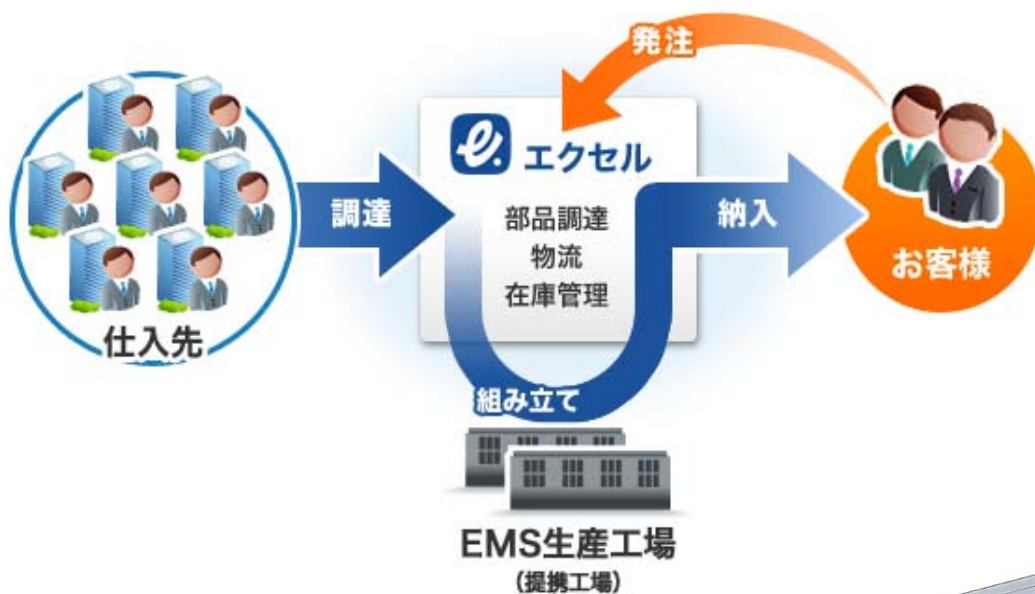 発注
e.エクセル
調達
部品調達
物流
在庫管理
納入
お客様
仕入先
組み立て
EMS生産工場
(提携工場)